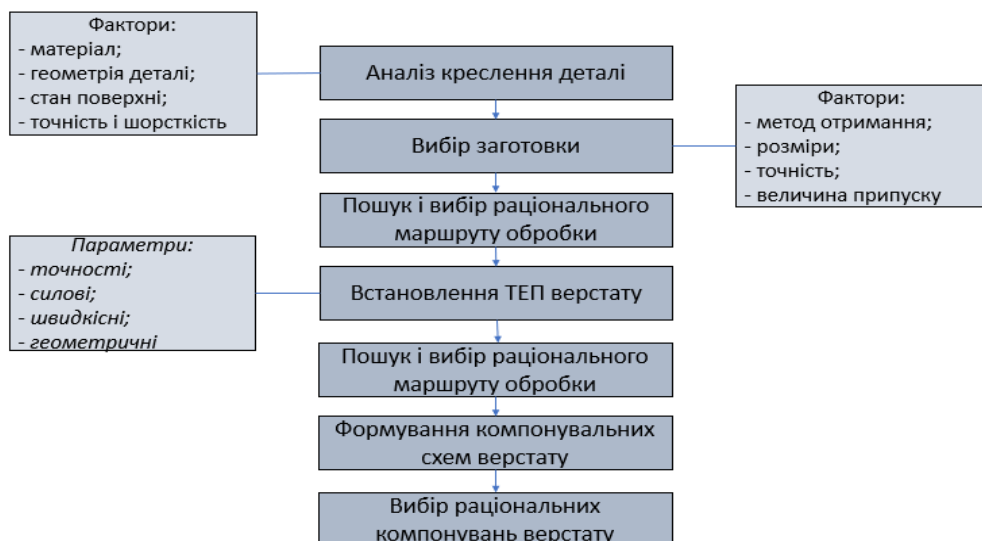 Фактори:
- матеріал;
- геометрія деталі;
- стан поверхні;
- точність і шорсткість
Аналіз креслення деталі
Вибір заготовки
Фактори:
- метод отримання;
- розміри;
- точність;
- величина припуску
Пошук і вибір раціонального
маршруту обробки
Параметри:
- точності;
- силові;
- швидкісні;
- геометричні
Встановлення ТЕП верстату
Пошук і вибір раціонального
маршруту обробки
Формування компонувальних
схем верстату
Вибір раціональних
компонувань верстату